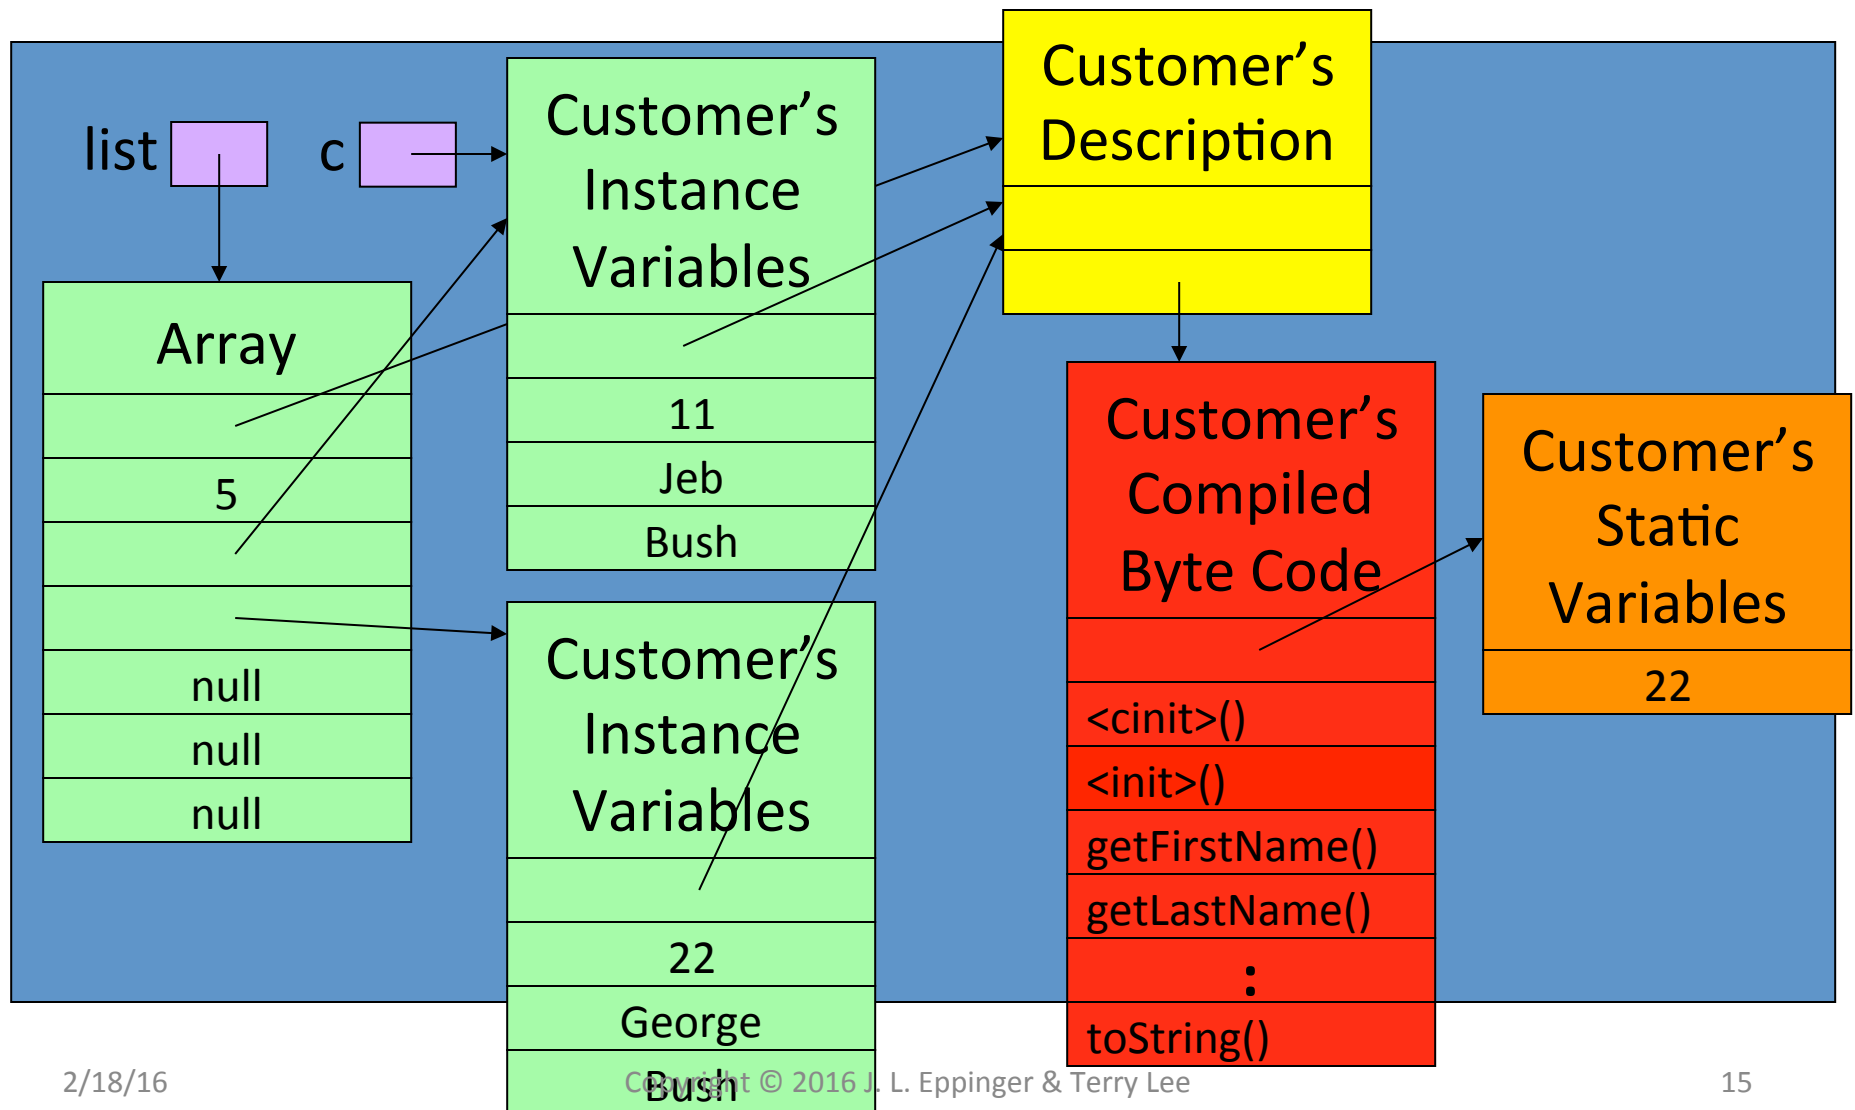 list
c
Array
5
null
null
null
Customer’s
Instance
Variables
11
Jeb
Bush
Customer’s
Instance
Variables
22
George
Bush
Customer’s
Description
Customer’s
Compiled
Byte Code
<cinit>()
<init>()
getFirstName()
getLastName()
:
toString()
Customer’s
Static
Variables
22
2/18/16
Copyright © 2016 J. L. Eppinger & Terry Lee
15